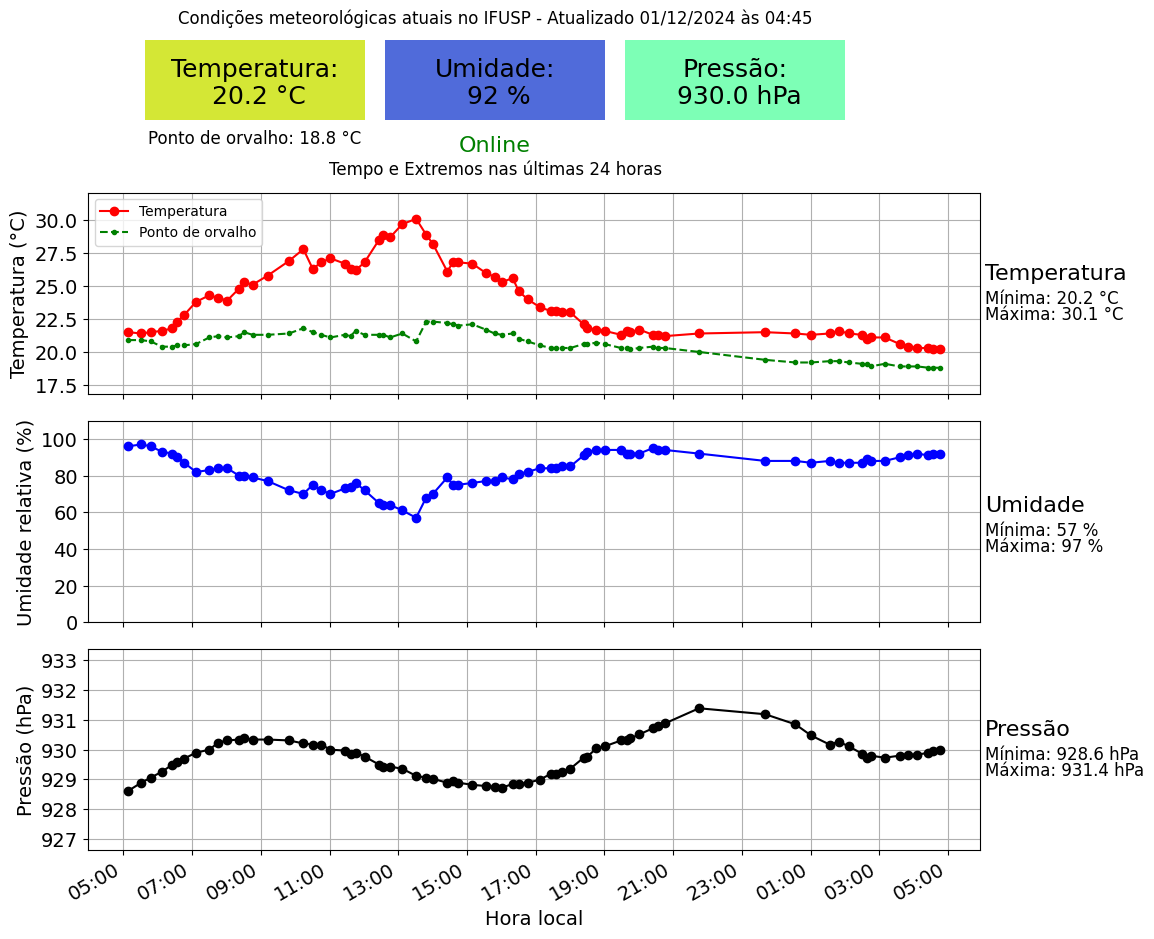 Condições meteorológicas atuais no IFUSP - Atualizado 01/12/2024 às 04:45
Temperatura:
20.2 °C
Umidade:
92 %
Pressão:
930.0 hPa
Ponto de orvalho: 18.8 °C
Online
Tempo e Extremos nas últimas 24 horas
Temperatura (°C)
30.0
27.5
25.0
22.5
20.0
17.5
Temperatura
Ponto de orvalho
Temperatura
Mínima: 20.2 °C
Máxima: 30.1 °C
Umidade relativa (%)
100
80
60
40
20
0
Umidade
Mínima: 57 %
Máxima: 97 %
Pressão (hPa)
933
932
931
930
929
928
927
Pressão
Mínima: 928.6 hPa
Máxima: 931.4 hPa
05:00
07:00
09:00
11:00
13:00
15:00
17:00
19:00
21:00
23:00
01:00
03:00
05:00
Hora local